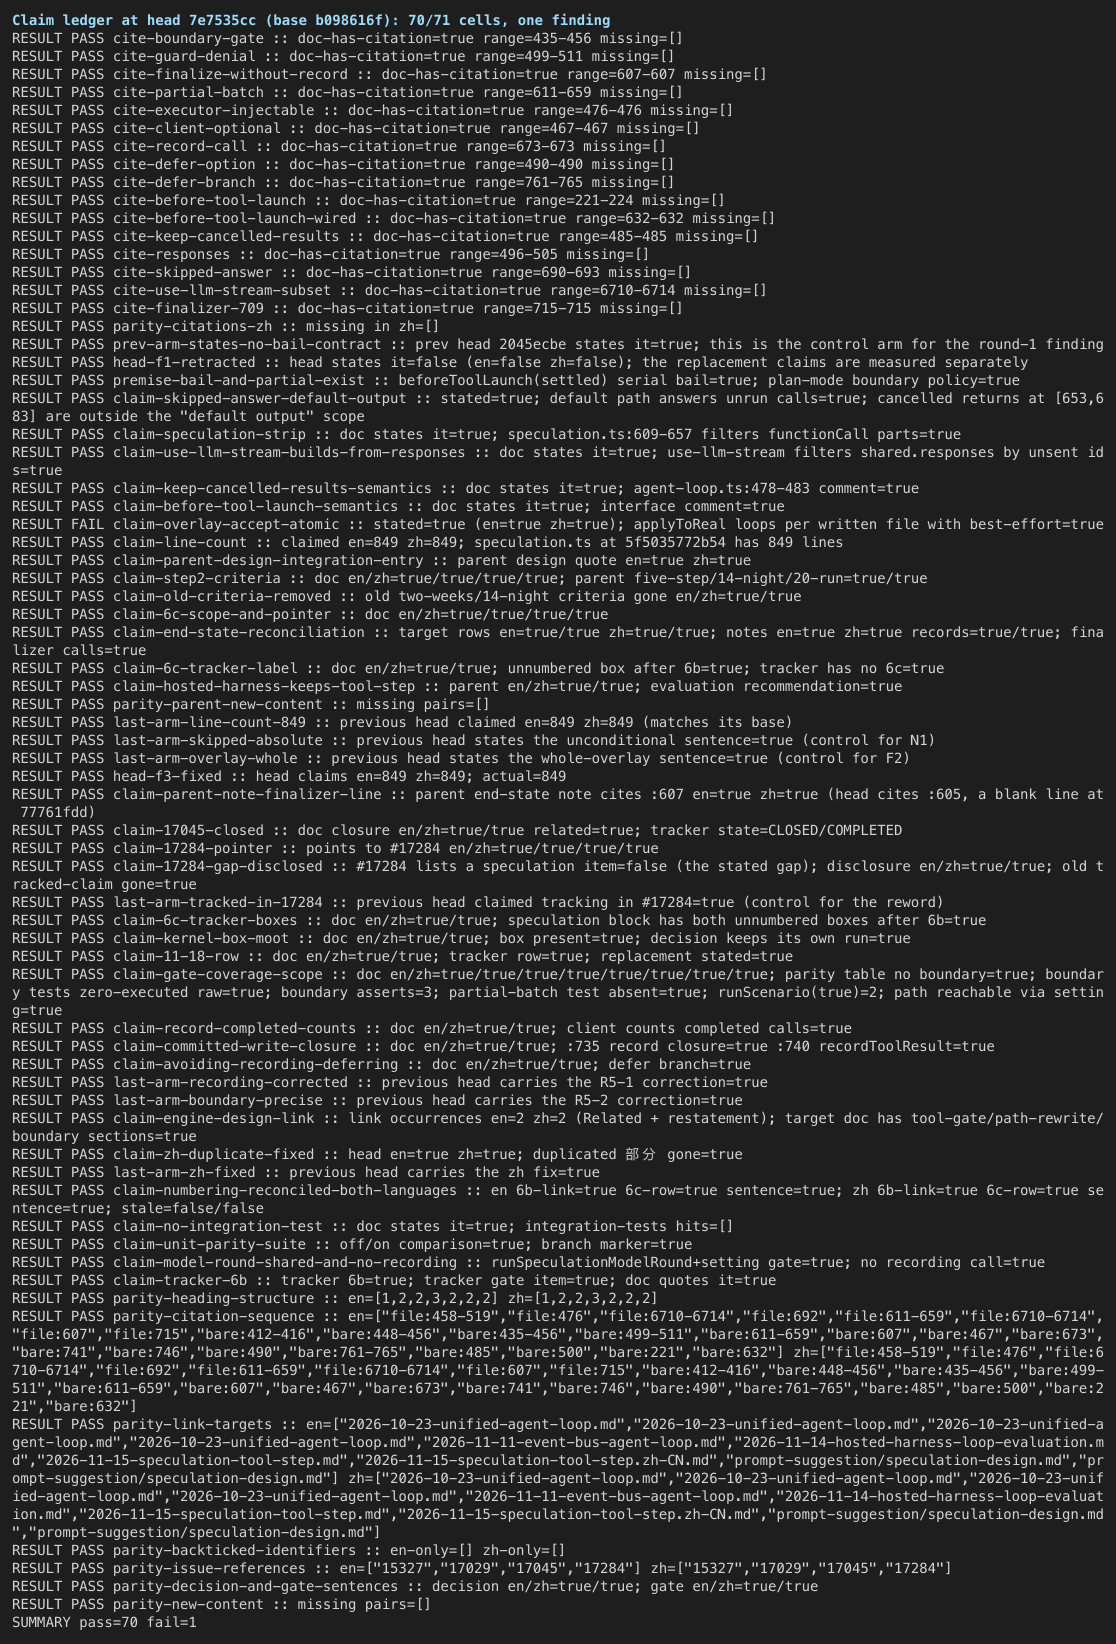 Claim ledger at head 7e7535cc (base b098616f): 70/71 cells, one finding
RESULT PASS cite-boundary-gate :: doc-has-citation=true range=435-456 missing=[]
RESULT PASS cite-guard-denial :: doc-has-citation=true range=499-511 missing=[]
RESULT PASS cite-finalize-without-record :: doc-has-citation=true range=607-607 missing=[]
RESULT PASS cite-partial-batch :: doc-has-citation=true range=611-659 missing=[]
RESULT PASS cite-executor-injectable :: doc-has-citation=true range=476-476 missing=[]
RESULT PASS cite-client-optional :: doc-has-citation=true range=467-467 missing=[]
RESULT PASS cite-record-call :: doc-has-citation=true range=673-673 missing=[]
RESULT PASS cite-defer-option :: doc-has-citation=true range=490-490 missing=[]
RESULT PASS cite-defer-branch :: doc-has-citation=true range=761-765 missing=[]
RESULT PASS cite-before-tool-launch :: doc-has-citation=true range=221-224 missing=[]
RESULT PASS cite-before-tool-launch-wired :: doc-has-citation=true range=632-632 missing=[]
RESULT PASS cite-keep-cancelled-results :: doc-has-citation=true range=485-485 missing=[]
RESULT PASS cite-responses :: doc-has-citation=true range=496-505 missing=[]
RESULT PASS cite-skipped-answer :: doc-has-citation=true range=690-693 missing=[]
RESULT PASS cite-use-llm-stream-subset :: doc-has-citation=true range=6710-6714 missing=[]
RESULT PASS cite-finalizer-709 :: doc-has-citation=true range=715-715 missing=[]
RESULT PASS parity-citations-zh :: missing in zh=[]
RESULT PASS prev-arm-states-no-bail-contract :: prev head 2045ecbe states it=true; this is the control arm for the round-1 finding
RESULT PASS head-f1-retracted :: head states it=false (en=false zh=false); the replacement claims are measured separately
RESULT PASS premise-bail-and-partial-exist :: beforeToolLaunch(settled) serial bail=true; plan-mode boundary policy=true
RESULT PASS claim-skipped-answer-default-output :: stated=true; default path answers unrun calls=true; cancelled returns at [653,6
83] are outside the "default output" scope
RESULT PASS claim-speculation-strip :: doc states it=true; speculation.ts:609-657 filters functionCall parts=true
RESULT PASS claim-use-llm-stream-builds-from-responses :: doc states it=true; use-llm-stream filters shared.responses by unsent id
s=true
RESULT PASS claim-keep-cancelled-results-semantics :: doc states it=true; agent-loop.ts:478-483 comment=true
RESULT PASS claim-before-tool-launch-semantics :: doc states it=true; interface comment=true
RESULT FAIL claim-overlay-accept-atomic :: stated=true (en=true zh=true); applyToReal loops per written file with best-effort=true
RESULT PASS claim-line-count :: claimed en=849 zh=849; speculation.ts at 5f5035772b54 has 849 lines
RESULT PASS claim-parent-design-integration-entry :: parent design quote en=true zh=true
RESULT PASS claim-step2-criteria :: doc en/zh=true/true/true/true; parent five-step/14-night/20-run=true/true
RESULT PASS claim-old-criteria-removed :: old two-weeks/14-night criteria gone en/zh=true/true
RESULT PASS claim-6c-scope-and-pointer :: doc en/zh=true/true/true/true
RESULT PASS claim-end-state-reconciliation :: target rows en=true/true zh=true/true; notes en=true zh=true records=true/true; fina
lizer calls=true
RESULT PASS claim-6c-tracker-label :: doc en/zh=true/true; unnumbered box after 6b=true; tracker has no 6c=true
RESULT PASS claim-hosted-harness-keeps-tool-step :: parent en/zh=true/true; evaluation recommendation=true
RESULT PASS parity-parent-new-content :: missing pairs=[]
RESULT PASS last-arm-line-count-849 :: previous head claimed en=849 zh=849 (matches its base)
RESULT PASS last-arm-skipped-absolute :: previous head states the unconditional sentence=true (control for N1)
RESULT PASS last-arm-overlay-whole :: previous head states the whole-overlay sentence=true (control for F2)
RESULT PASS head-f3-fixed :: head claims en=849 zh=849; actual=849
RESULT PASS claim-parent-note-finalizer-line :: parent end-state note cites :607 en=true zh=true (head cites :605, a blank line at
 77761fdd)
RESULT PASS claim-17045-closed :: doc closure en/zh=true/true related=true; tracker state=CLOSED/COMPLETED
RESULT PASS claim-17284-pointer :: points to #17284 en/zh=true/true/true/true
RESULT PASS claim-17284-gap-disclosed :: #17284 lists a speculation item=false (the stated gap); disclosure en/zh=true/true; old t
racked-claim gone=true
RESULT PASS last-arm-tracked-in-17284 :: previous head claimed tracking in #17284=true (control for the reword)
RESULT PASS claim-6c-tracker-boxes :: doc en/zh=true/true; speculation block has both unnumbered boxes after 6b=true
RESULT PASS claim-kernel-box-moot :: doc en/zh=true/true; box present=true; decision keeps its own run=true
RESULT PASS claim-11-18-row :: doc en/zh=true/true; tracker row=true; replacement stated=true
RESULT PASS claim-gate-coverage-scope :: doc en/zh=true/true/true/true/true/true/true/true; parity table no boundary=true; boundar
y tests zero-executed raw=true; boundary asserts=3; partial-batch test absent=true; runScenario(true)=2; path reachable via settin
g=true
RESULT PASS claim-record-completed-counts :: doc en/zh=true/true; client counts completed calls=true
RESULT PASS claim-committed-write-closure :: doc en/zh=true/true; :735 record closure=true :740 recordToolResult=true
RESULT PASS claim-avoiding-recording-deferring :: doc en/zh=true/true; defer branch=true
RESULT PASS last-arm-recording-corrected :: previous head carries the R5-1 correction=true
RESULT PASS last-arm-boundary-precise :: previous head carries the R5-2 correction=true
RESULT PASS claim-engine-design-link :: link occurrences en=2 zh=2 (Related + restatement); target doc has tool-gate/path-rewrite/
boundary sections=true
RESULT PASS claim-zh-duplicate-fixed :: head en=true zh=true; duplicated 部分 gone=true
RESULT PASS last-arm-zh-fixed :: previous head carries the zh fix=true
RESULT PASS claim-numbering-reconciled-both-languages :: en 6b-link=true 6c-row=true sentence=true; zh 6b-link=true 6c-row=true se
ntence=true; stale=false/false
RESULT PASS claim-no-integration-test :: doc states it=true; integration-tests hits=[]
RESULT PASS claim-unit-parity-suite :: off/on comparison=true; branch marker=true
RESULT PASS claim-model-round-shared-and-no-recording :: runSpeculationModelRound+setting gate=true; no recording call=true
RESULT PASS claim-tracker-6b :: tracker 6b=true; tracker gate item=true; doc quotes it=true
RESULT PASS parity-heading-structure :: en=[1,2,2,3,2,2,2] zh=[1,2,2,3,2,2,2]
RESULT PASS parity-citation-sequence :: en=["file:458-519","file:476","file:6710-6714","file:692","file:611-659","file:6710-6714",
"file:607","file:715","bare:412-416","bare:448-456","bare:435-456","bare:499-511","bare:611-659","bare:607","bare:467","bare:673",
"bare:741","bare:746","bare:490","bare:761-765","bare:485","bare:500","bare:221","bare:632"] zh=["file:458-519","file:476","file:6
710-6714","file:692","file:611-659","file:6710-6714","file:607","file:715","bare:412-416","bare:448-456","bare:435-456","bare:499-
511","bare:611-659","bare:607","bare:467","bare:673","bare:741","bare:746","bare:490","bare:761-765","bare:485","bare:500","bare:2
21","bare:632"]
RESULT PASS parity-link-targets :: en=["2026-10-23-unified-agent-loop.md","2026-10-23-unified-agent-loop.md","2026-10-23-unified-a
gent-loop.md","2026-10-23-unified-agent-loop.md","2026-11-11-event-bus-agent-loop.md","2026-11-14-hosted-harness-loop-evaluation.m
d","2026-11-15-speculation-tool-step.md","2026-11-15-speculation-tool-step.zh-CN.md","prompt-suggestion/speculation-design.md","pr
ompt-suggestion/speculation-design.md"] zh=["2026-10-23-unified-agent-loop.md","2026-10-23-unified-agent-loop.md","2026-10-23-unif
ied-agent-loop.md","2026-10-23-unified-agent-loop.md","2026-11-11-event-bus-agent-loop.md","2026-11-14-hosted-harness-loop-evaluat
ion.md","2026-11-15-speculation-tool-step.md","2026-11-15-speculation-tool-step.zh-CN.md","prompt-suggestion/speculation-design.md
","prompt-suggestion/speculation-design.md"]
RESULT PASS parity-backticked-identifiers :: en-only=[] zh-only=[]
RESULT PASS parity-issue-references :: en=["15327","17029","17045","17284"] zh=["15327","17029","17045","17284"]
RESULT PASS parity-decision-and-gate-sentences :: decision en/zh=true/true; gate en/zh=true/true
RESULT PASS parity-new-content :: missing pairs=[]
SUMMARY pass=70 fail=1